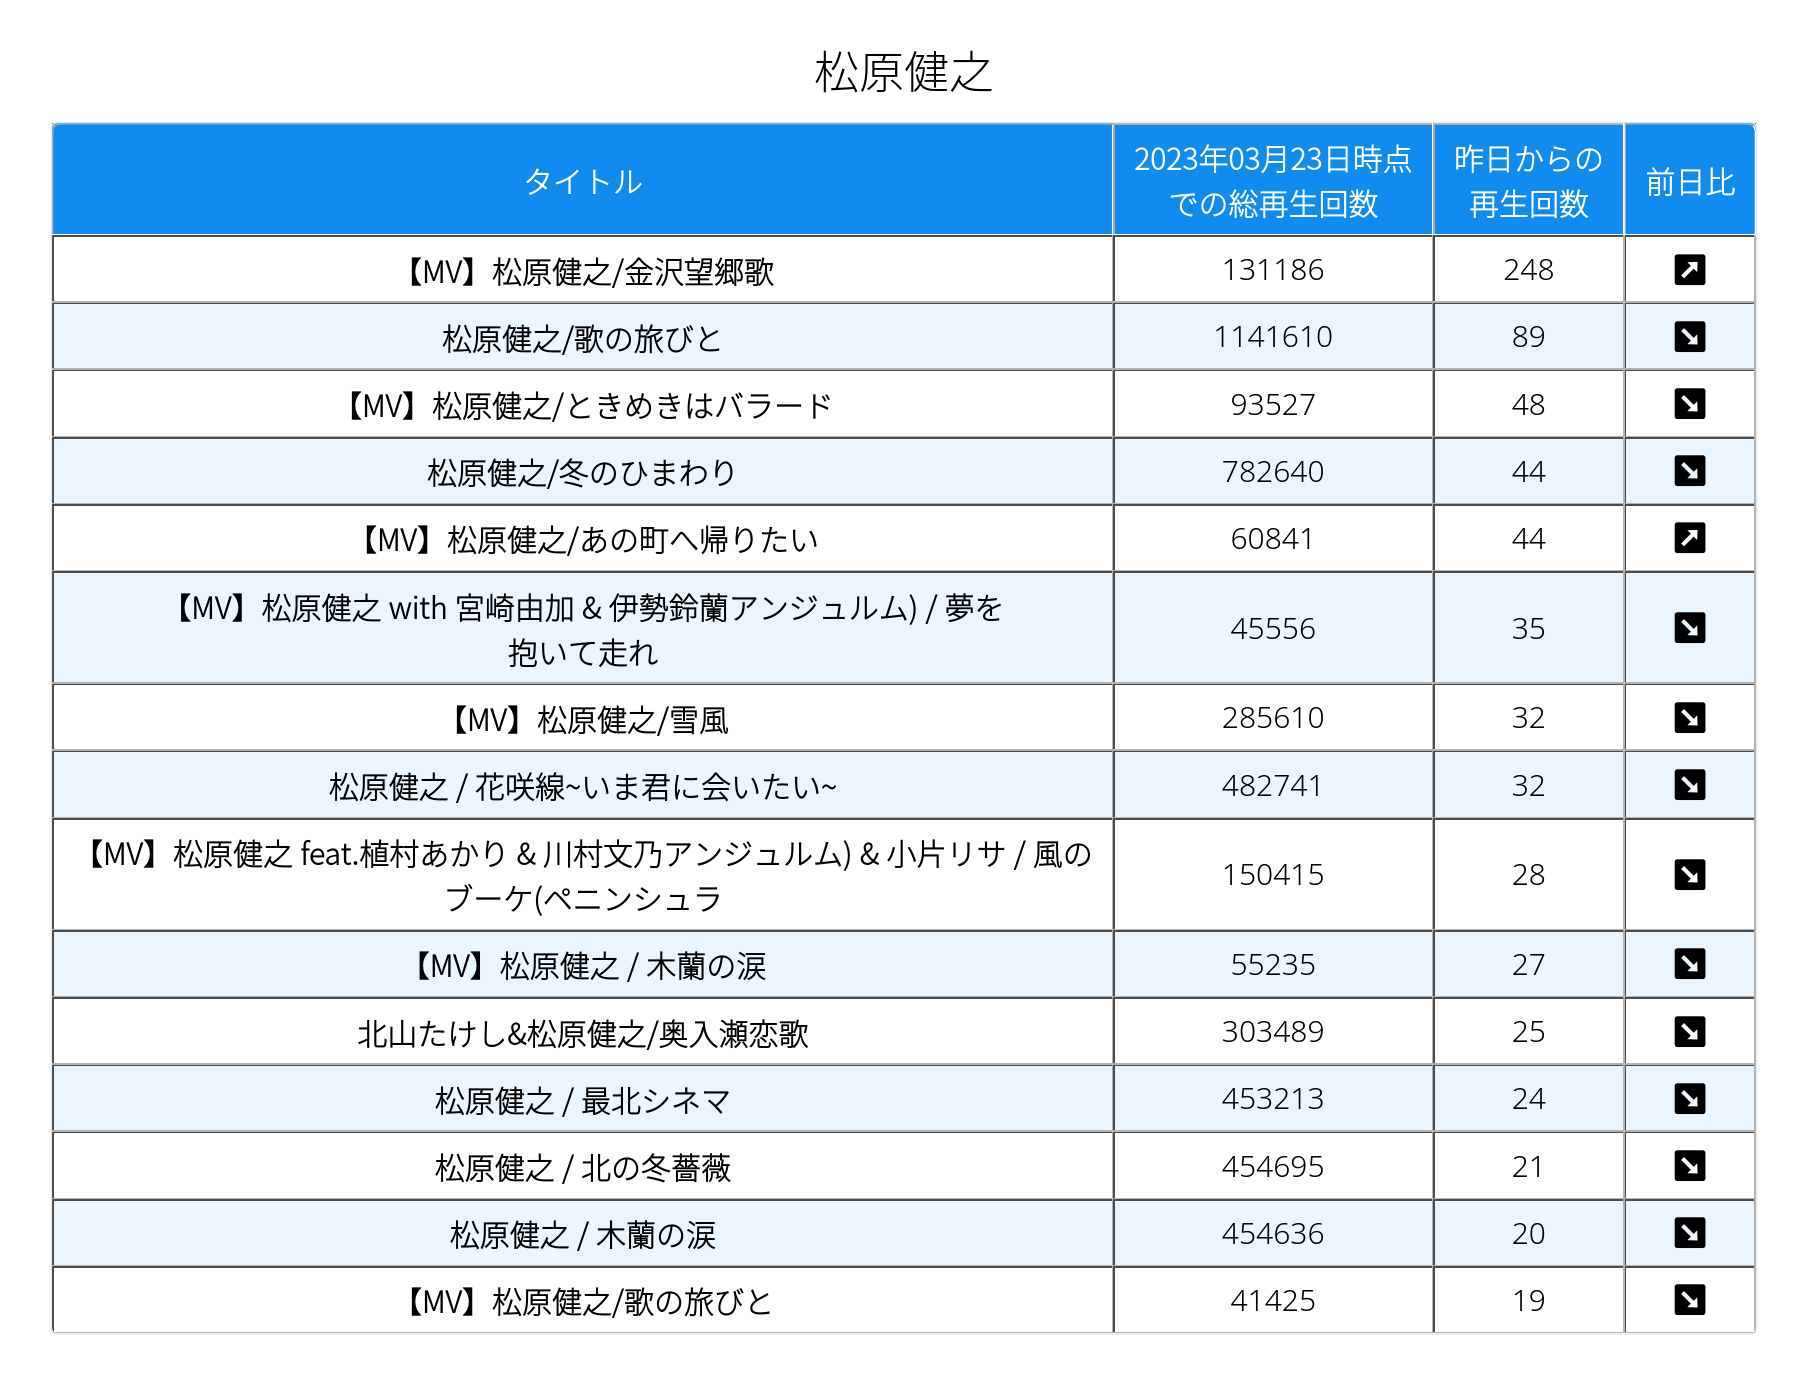 松原健之
タイトル
2023年03月23日時点
での総再生回数
昨日からの
再生回数
前日比
【MV】松原健之/金沢望郷歌 131186 248
松原健之/歌の旅びと 1141610 89
【MV】松原健之/ときめきはバラード 93527 48
松原健之/冬のひまわり 782640 44
【MV】松原健之/あの町へ帰りたい 60841 44
【MV】松原健之 with 宮崎由加 & 伊勢鈴蘭アンジュルム) / 夢を
抱いて走れ 45556 35
【MV】松原健之/雪風 285610 32
松原健之 / 花咲線~いま君に会いたい~ 482741 32
【MV】松原健之 feat.植村あかり & 川村文乃アンジュルム) & 小片リサ / 風の
ブーケ(ペニンシュラ 150415 28
【MV】松原健之 / 木蘭の涙 55235 27
北山たけし&松原健之/奥入瀬恋歌 303489 25
松原健之 / 最北シネマ 453213 24
松原健之 / 北の冬薔薇 454695 21
松原健之 / 木蘭の涙 454636 20
【MV】松原健之/歌の旅びと 41425 19